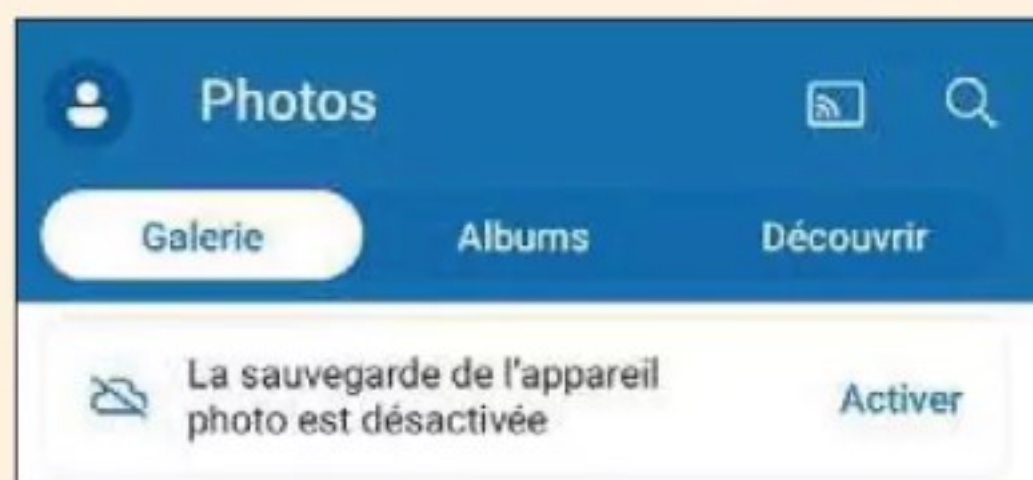 Photos
Galerie Albums Découvrir
La sauvegarde de l'appareil
photo est désactivée
Activer